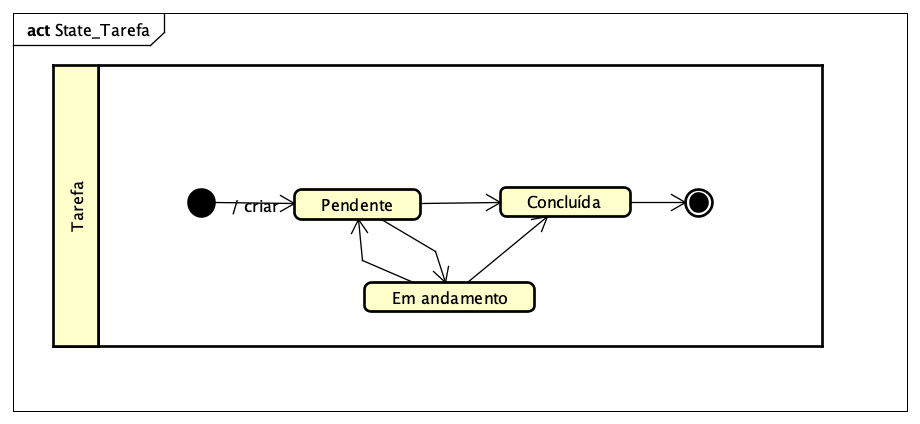 act State_Tarefa
Tarefa
/ criar
Pendente
Concluída
Em andamento